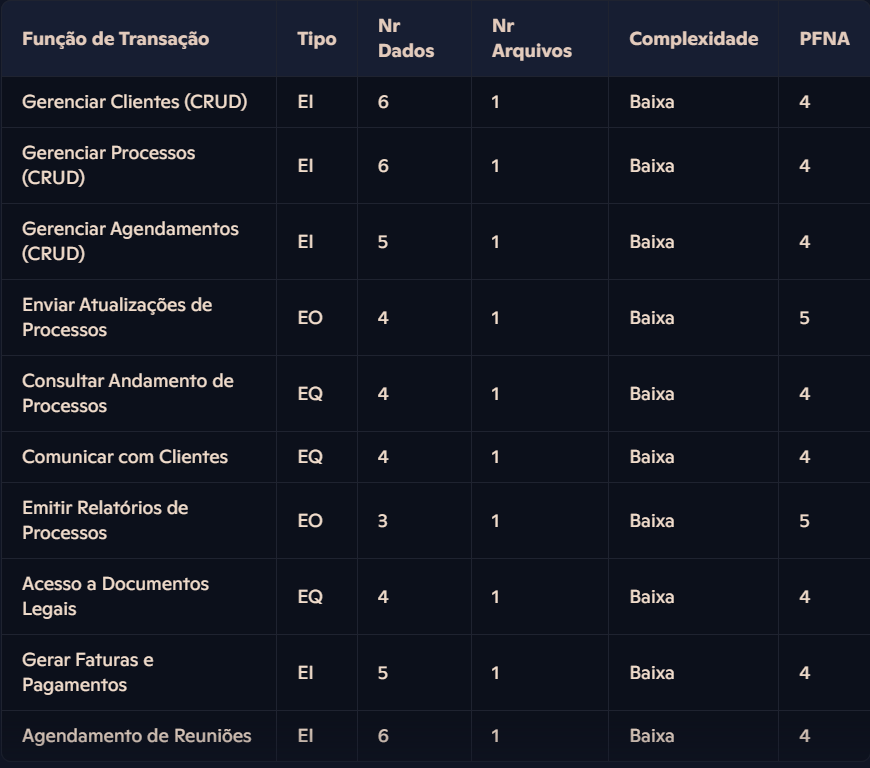 Função de Transação Tipo Nr Dados Nr Arquivos Complexidade PFNA
Gerenciar Clientes (CRUD) EI 6 1 Baixa 4
Gerenciar Processos (CRUD) EI 6 1 Baixa 4
Gerenciar Agendamentos (CRUD) EI 5 1 Baixa 4
Enviar Atualizações de Processos EO 4 1 Baixa 5
Consultar Andamento de Processos EQ 4 1 Baixa 4
Comunicar com Clientes EQ 4 1 Baixa 4
Emitir Relatórios de Processos EO 3 1 Baixa 5
Acesso a Documentos Legais EQ 4 1 Baixa 4
Gerar Faturas e Pagamentos EI 5 1 Baixa 4
Agendamento de Reuniões EI 6 1 Baixa 4